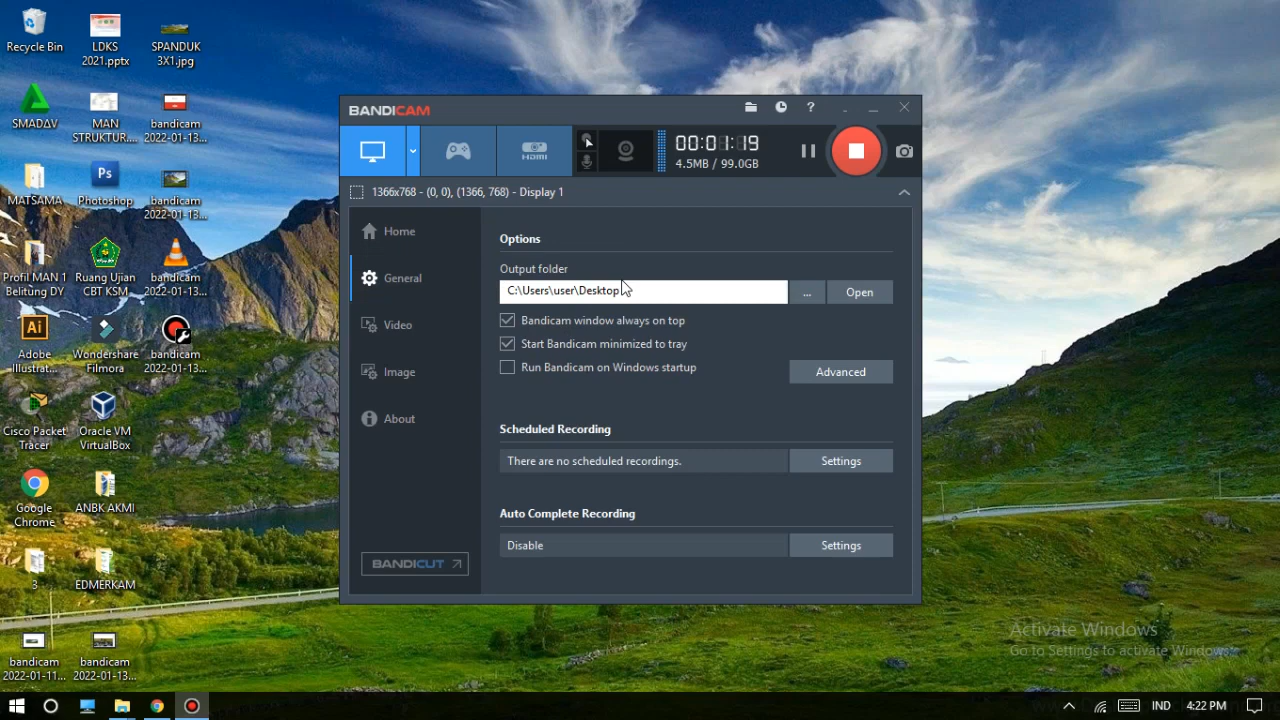 Recycle Bin
LDKS
2021.pptx
SPANDUK
3X1.jpg
SMADΔV
MAN
STRUKTUR...
bandicam
2022-01-13...
MATSAMA
Ps
Photoshop
bandicam
2022-01-13...
Profil MAN 1
Belitung DY
Ruang Ujian
CBT KSM
bandicam
2022-01-13...
Ai
Adobe
Illustrat...
Wondershare
Filmora
bandicam
2022-01-13...
Cisco Packet
Tracer
Oracle VM
VirtualBox
Google
Chrome
ANBK AKMI
3
EDMERKAM
bandicam
2022-01-11...
bandicam
2022-01-13...
BANDICAM
?
HDMI
00:01:19
4.5MB / 99.0GB
1366x768 - (0, 0), (1366, 768) - Display 1
Home
General
Video
Image
About
BANDICUT
Options
Output folder
C:\Users\user\Desktop
...
Open
Bandicam window always on top
Start Bandicam minimized to tray
Run Bandicam on Windows startup
Advanced
Scheduled Recording
There are no scheduled recordings.
Settings
Auto Complete Recording
Disable
Settings
Activate Windows
Go to Settings to activate Windows.
IND
4:22 PM